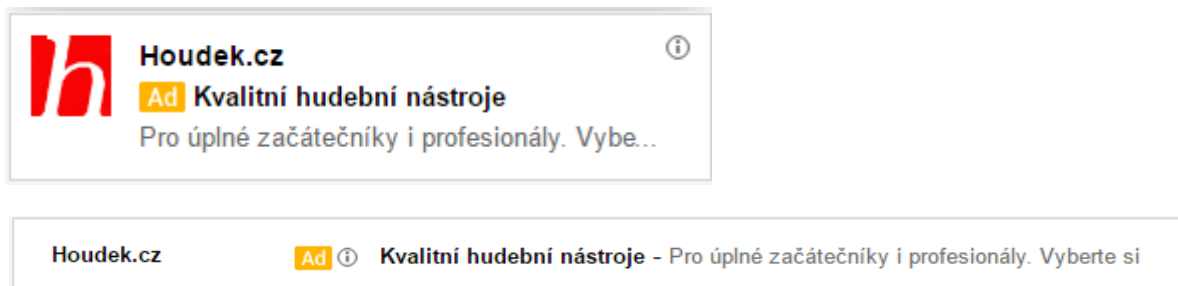 h
Houdek.cz
Ad Kvalitní hudební nástroje
Pro úplné začátečníky i profesionály. Vybe...
Houdek.cz Ad Kvalitní hudební nástroje - Pro úplné začátečníky i profesionály. Vyberte si